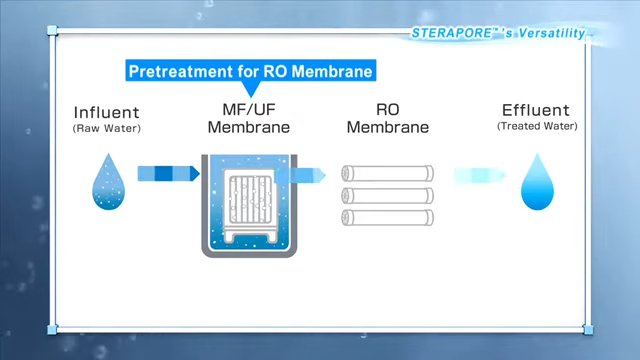 STERAPORE™'s Versatility
Pretreatment for RO Membrane
Influent
(Raw Water)
MF/UF
Membrane
RO
Membrane
Effluent
(Treated Water)